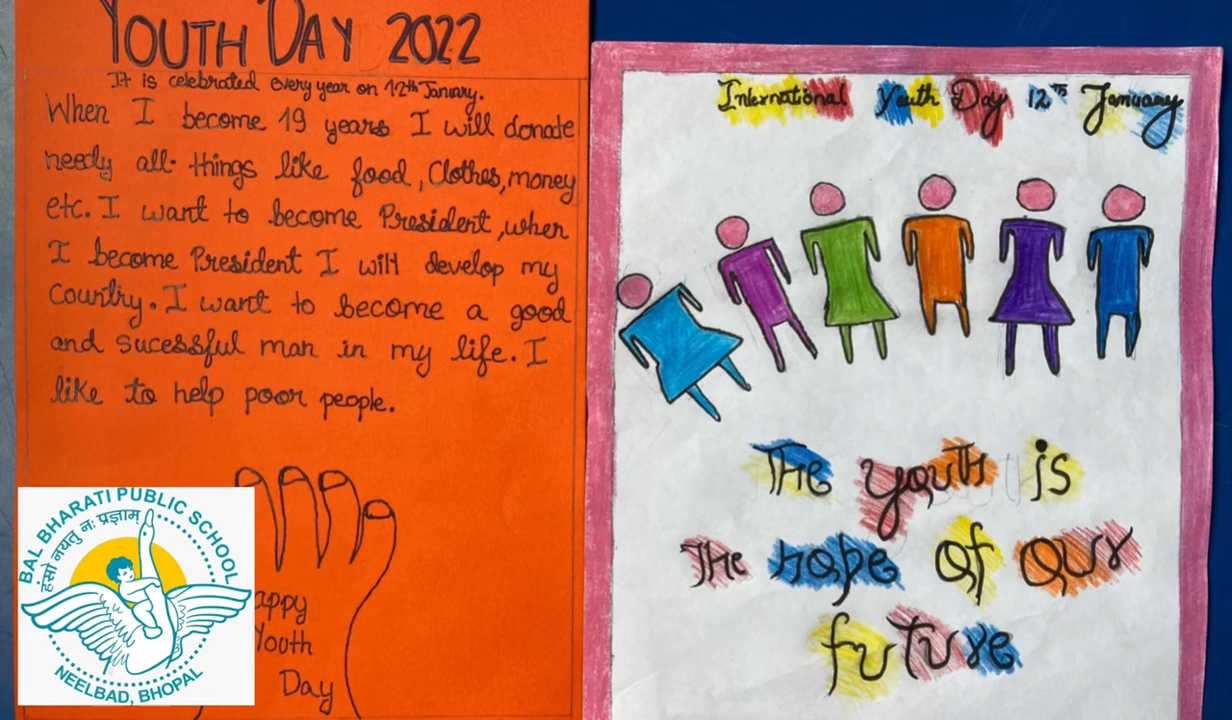 YOUTH DAY 2022
It is celebrated every year on 12th January.
When I become 19 years I will donate
needy all things like food, Clothes, money
etc. I want to become President, when
I become President I will develop my
Country. I want to become a good
and sucessful man in my life. I
like to help poor people.
appy
Youth
Day
BAL BHARATI PUBLIC SCHOOL
हंसो नयतु नः प्रज्ञाम्
NEELBAD, BHOPAL
International Youth Day 12TH January
The youth is
The hope of our
future